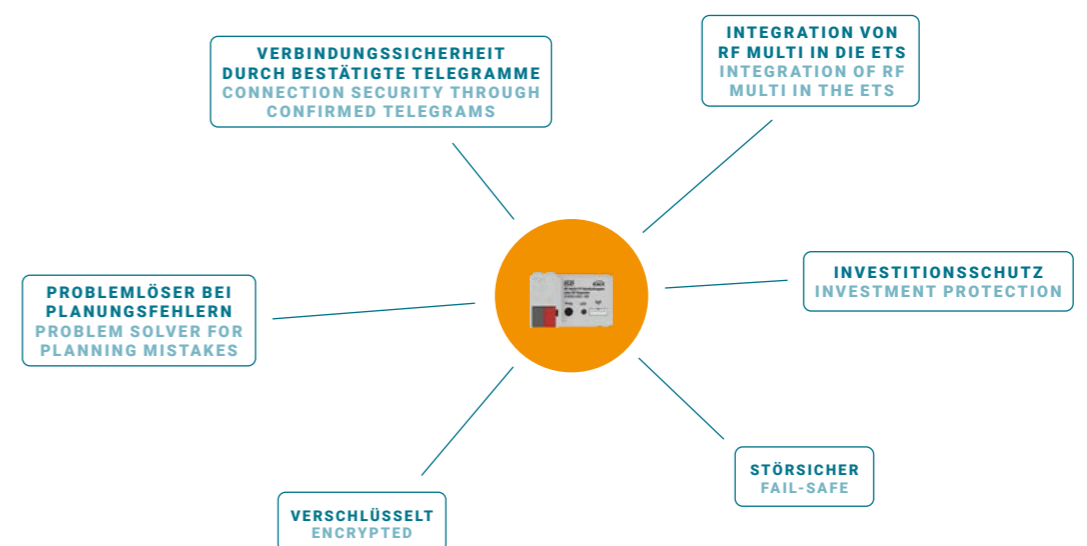 INTEGRATION VON
RF MULTI IN DIE ETS
INTEGRATION OF RF
MULTI IN THE ETS
VERBINDUNGSSICHERHEIT
DURCH BESTÄTIGTE TELEGRAMME
CONNECTION SECURITY THROUGH
CONFIRMED TELEGRAMS
INVESTITIONSSCHUTZ
INVESTMENT PROTECTION
PROBLEMLÖSER BEI
PLANUNGSFEHLERN
PROBLEM SOLVER FOR
PLANNING MISTAKES
STÖRSICHER
FAIL-SAFE
VERSCHLÜSSELT
ENCRYPTED